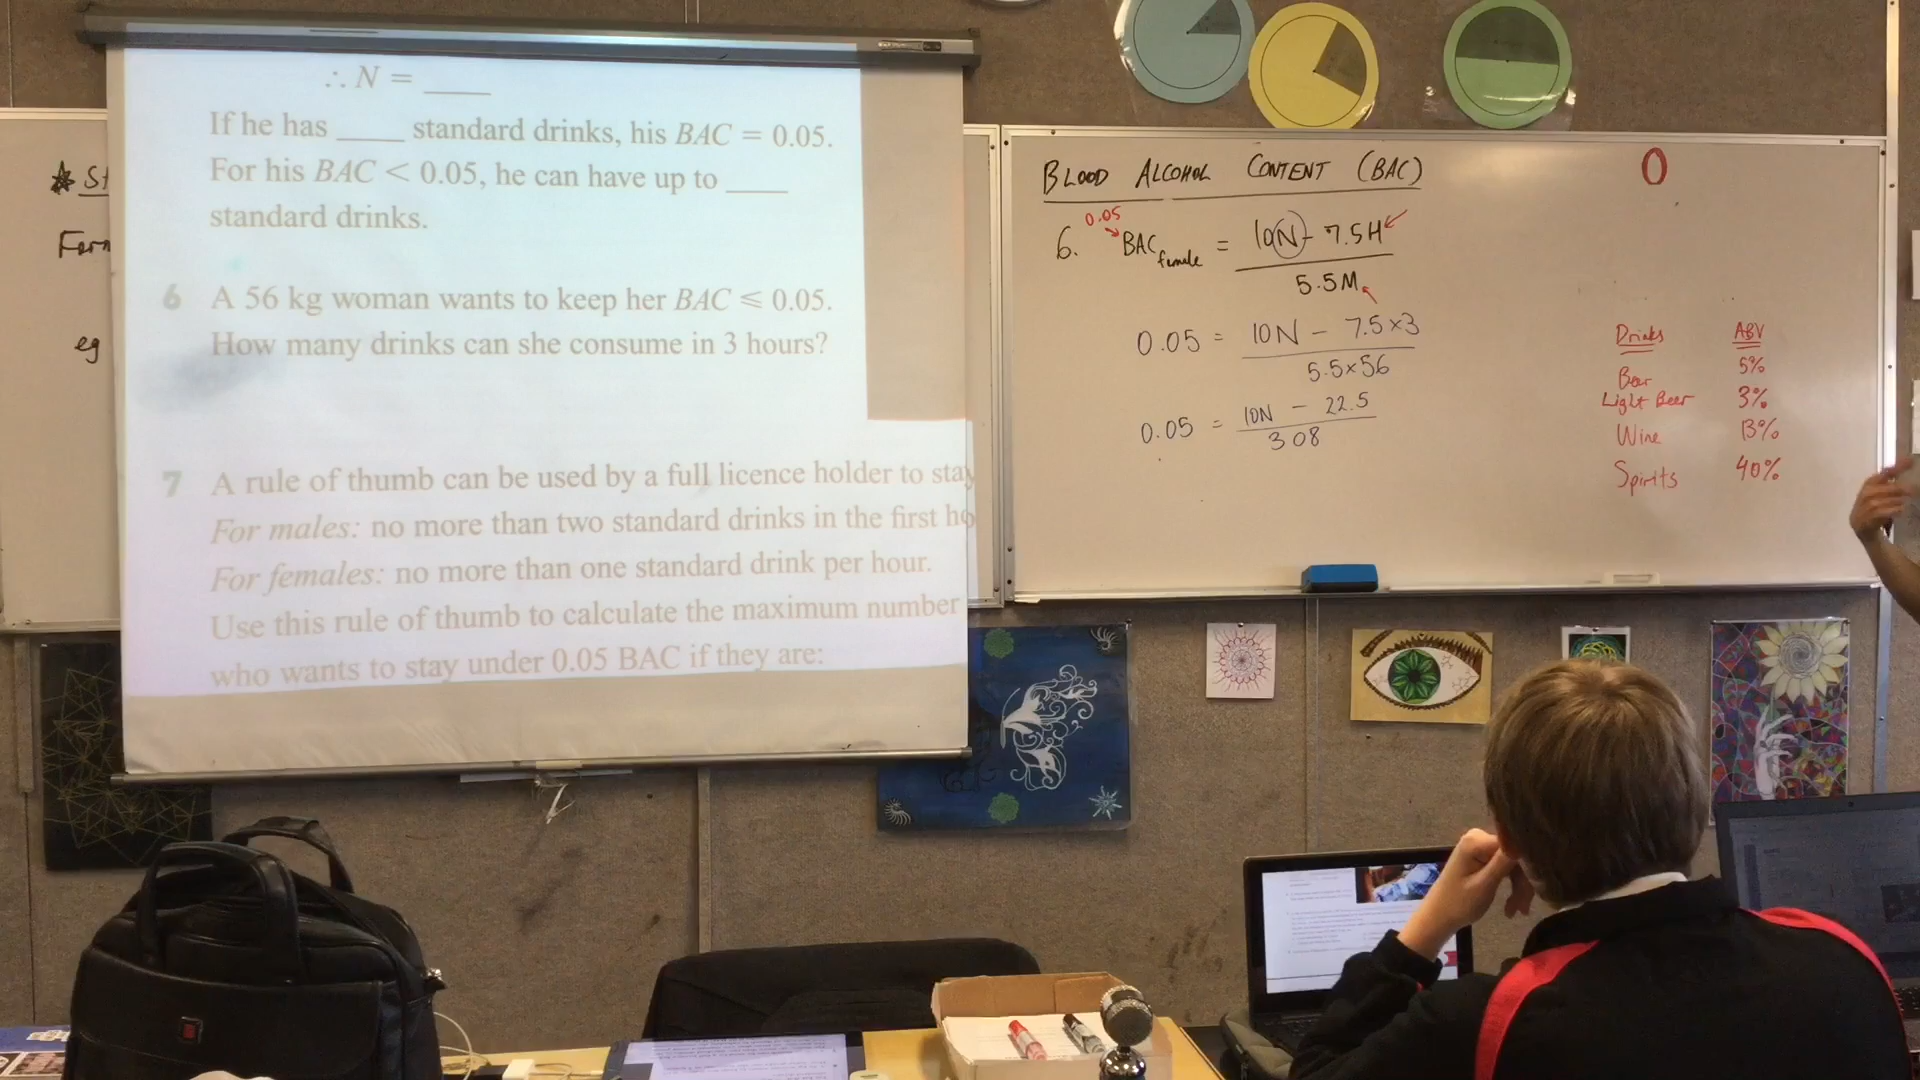 ∴ N = ____
If he has ____ standard drinks, his BAC = 0.05.
For his BAC < 0.05, he can have up to ____
standard drinks.
6 A 56 kg woman wants to keep her BAC ⩽ 0.05.
How many drinks can she consume in 3 hours?
7 A rule of thumb can be used by a full licence holder to stay
For males: no more than two standard drinks in the first ho
For females: no more than one standard drink per hour.
Use this rule of thumb to calculate the maximum number
who wants to stay under 0.05 BAC if they are:
★ St
Form
eg
BLOOD ALCOHOL CONTENT (BAC)
0.05
6. BAC female = 10N - 7.5H
5.5M
0.05 = 10N - 7.5×3
5.5×56
0.05 = 10N - 22.5
308
0
Drinks ABV
Beer 5%
Light Beer 3%
Wine 13%
Spirits 40%